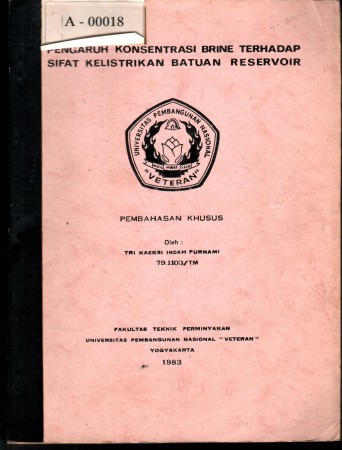 A - 00018
PENGARUH KONSENTRASI BRINE TERHADAP
SIFAT KELISTRIKAN BATUAN RESERVOIR
UNIVERSITAS PEMBANGUNAN NASIONAL
"VETERAN"
PEMBAHASAN KHUSUS
Oleh :
TRI KAEKSI INDAH PURNAMI
79.1103/TM
FAKULTAS TEKNIK PERMINYAKAN
UNIVERSITAS PEMBANGUNAN NASIONAL "VETERAN"
YOGYAKARTA
1983